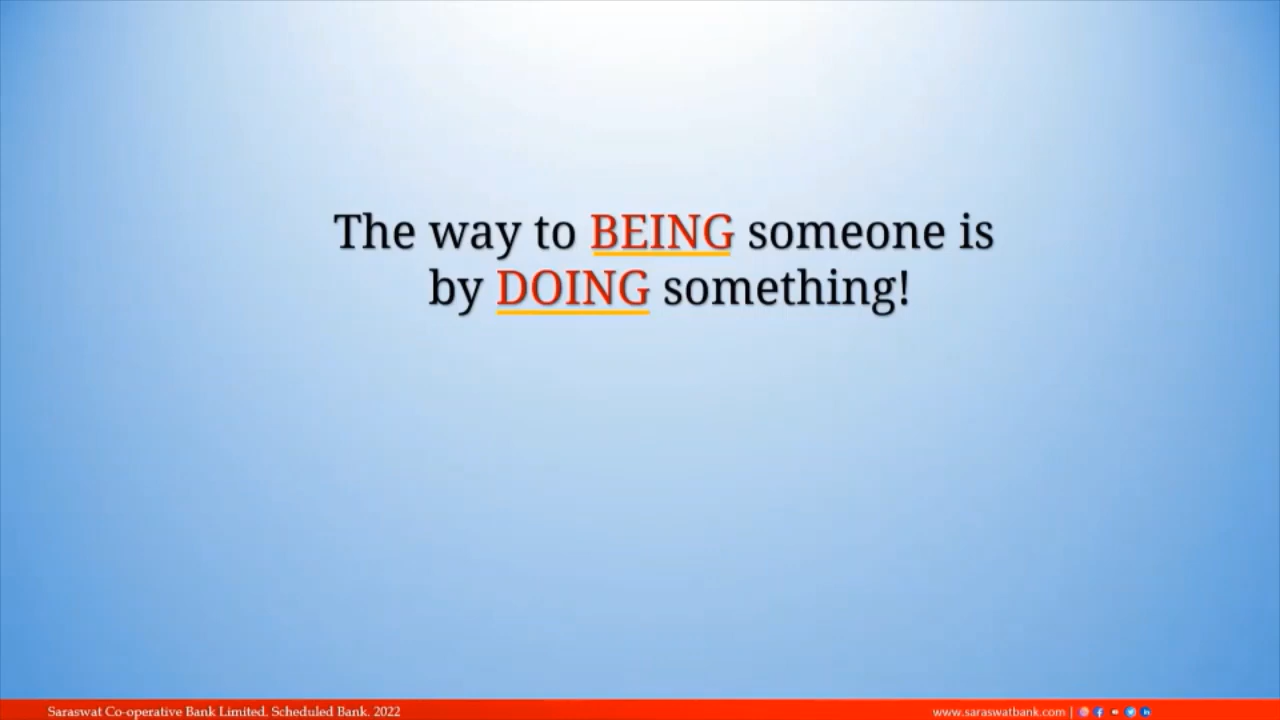 The way to BEING someone is
by DOING something!
Saraswat Co-operative Bank Limited. Scheduled Bank. 2022
www.saraswatbank.com |